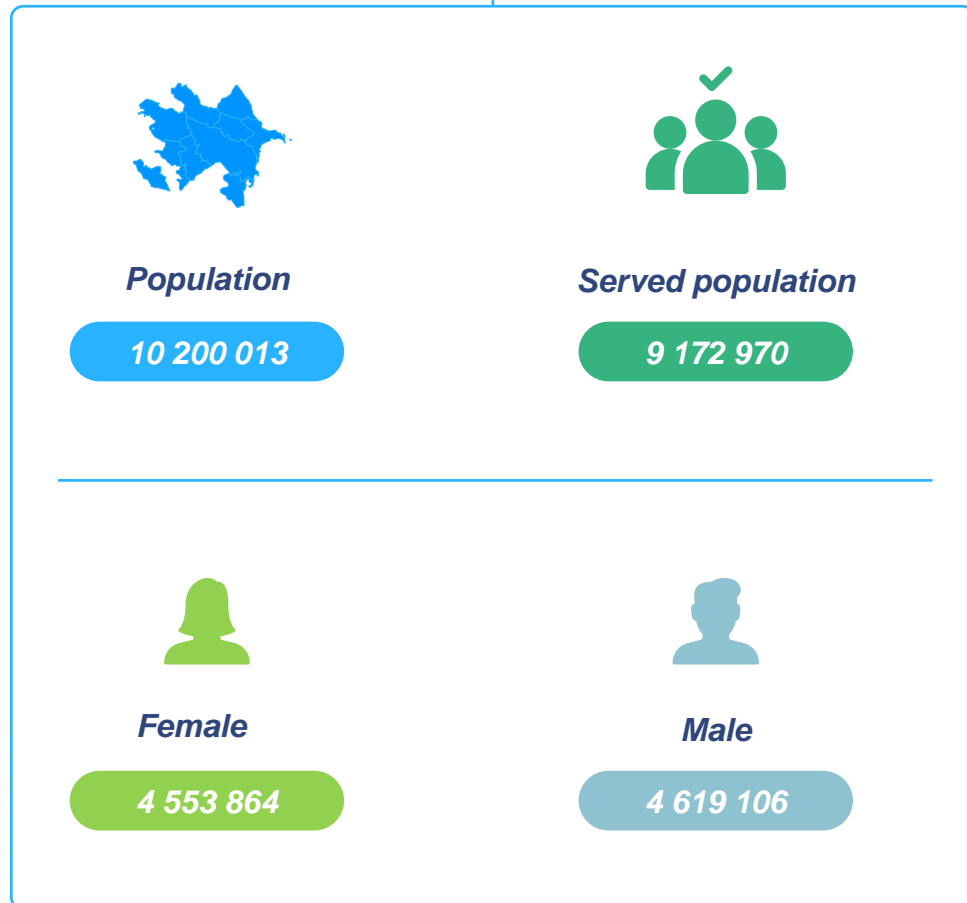 Population
Served population
10 200 013
9 172 970
Female
Male
4 553 864
4 619 106